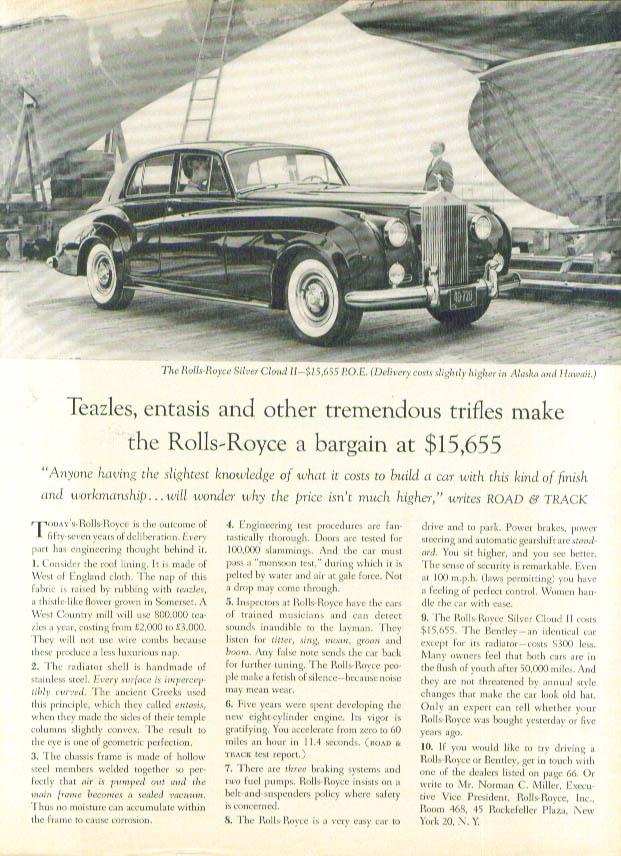 40-720
The Rolls-Royce Silver Cloud II—$15,655 P.O.E. (Delivery costs slightly higher in Alaska and Hawaii.)
Teazles, entasis and other tremendous trifles make
the Rolls-Royce a bargain at $15,655
“Anyone having the slightest knowledge of what it costs to build a car with this kind of finish
and workmanship...will wonder why the price isn’t much higher,” writes ROAD & TRACK
TODAY’S Rolls-Royce is the outcome of
fifty-seven years of deliberation. Every
part has engineering thought behind it.
1. Consider the roof lining. It is made of
West of England cloth. The nap of this
fabric is raised by rubbing with teazles,
a thistle-like flower grown in Somerset. A
West Country mill will use 800,000 tea-
zles a year, costing from £2,000 to £3,000.
They will not use wire combs because
these produce a less luxurious nap.
2. The radiator shell is handmade of
stainless steel. Every surface is impercep-
tibly curved. The ancient Greeks used
this principle, which they called entasis,
when they made the sides of their temple
columns slightly convex. The result to
the eye is one of geometric perfection.
3. The chassis frame is made of hollow
steel members welded together so per-
fectly that air is pumped out and the
main frame becomes a sealed vacuum.
Thus no moisture can accumulate within
the frame to cause corrosion.
4. Engineering test procedures are fan-
tastically thorough. Doors are tested for
100,000 slammings. And the car must
pass a “monsoon test,” during which it is
pelted by water and air at gale force. Not
a drop may come through.
5. Inspectors at Rolls-Royce have the ears
of trained musicians and can detect
sounds inaudible to the layman. They
listen for titter, sing, moan, groan and
boom. Any false note sends the car back
for further tuning. The Rolls-Royce peo-
ple make a fetish of silence—because noise
may mean wear.
6. Five years were spent developing the
new eight-cylinder engine. Its vigor is
gratifying. You accelerate from zero to 60
miles an hour in 11.4 seconds. (ROAD &
TRACK test report.)
7. There are three braking systems and
two fuel pumps. Rolls-Royce insists on a
belt-and-suspenders policy where safety
is concerned.
8. The Rolls-Royce is a very easy car to
drive and to park. Power brakes, power
steering and automatic gearshift are stand-
ard. You sit higher, and you see better.
The sense of security is remarkable. Even
at 100 m.p.h. (laws permitting) you have
a feeling of perfect control. Women han-
dle the car with ease.
9. The Rolls-Royce Silver Cloud II costs
$15,655. The Bentley—an identical car
except for its radiator—costs $300 less.
Many owners feel that both cars are in
the flush of youth after 50,000 miles. And
they are not threatened by annual style
changes that make the car look old hat.
Only an expert can tell whether your
Rolls-Royce was bought yesterday or five
years ago.
10. If you would like to try driving a
Rolls-Royce or Bentley, get in touch with
one of the dealers listed on page 66. Or
write to Mr. Norman C. Miller, Execu-
tive Vice President, Rolls-Royce, Inc.,
Room 468, 45 Rockefeller Plaza, New
York 20, N. Y.